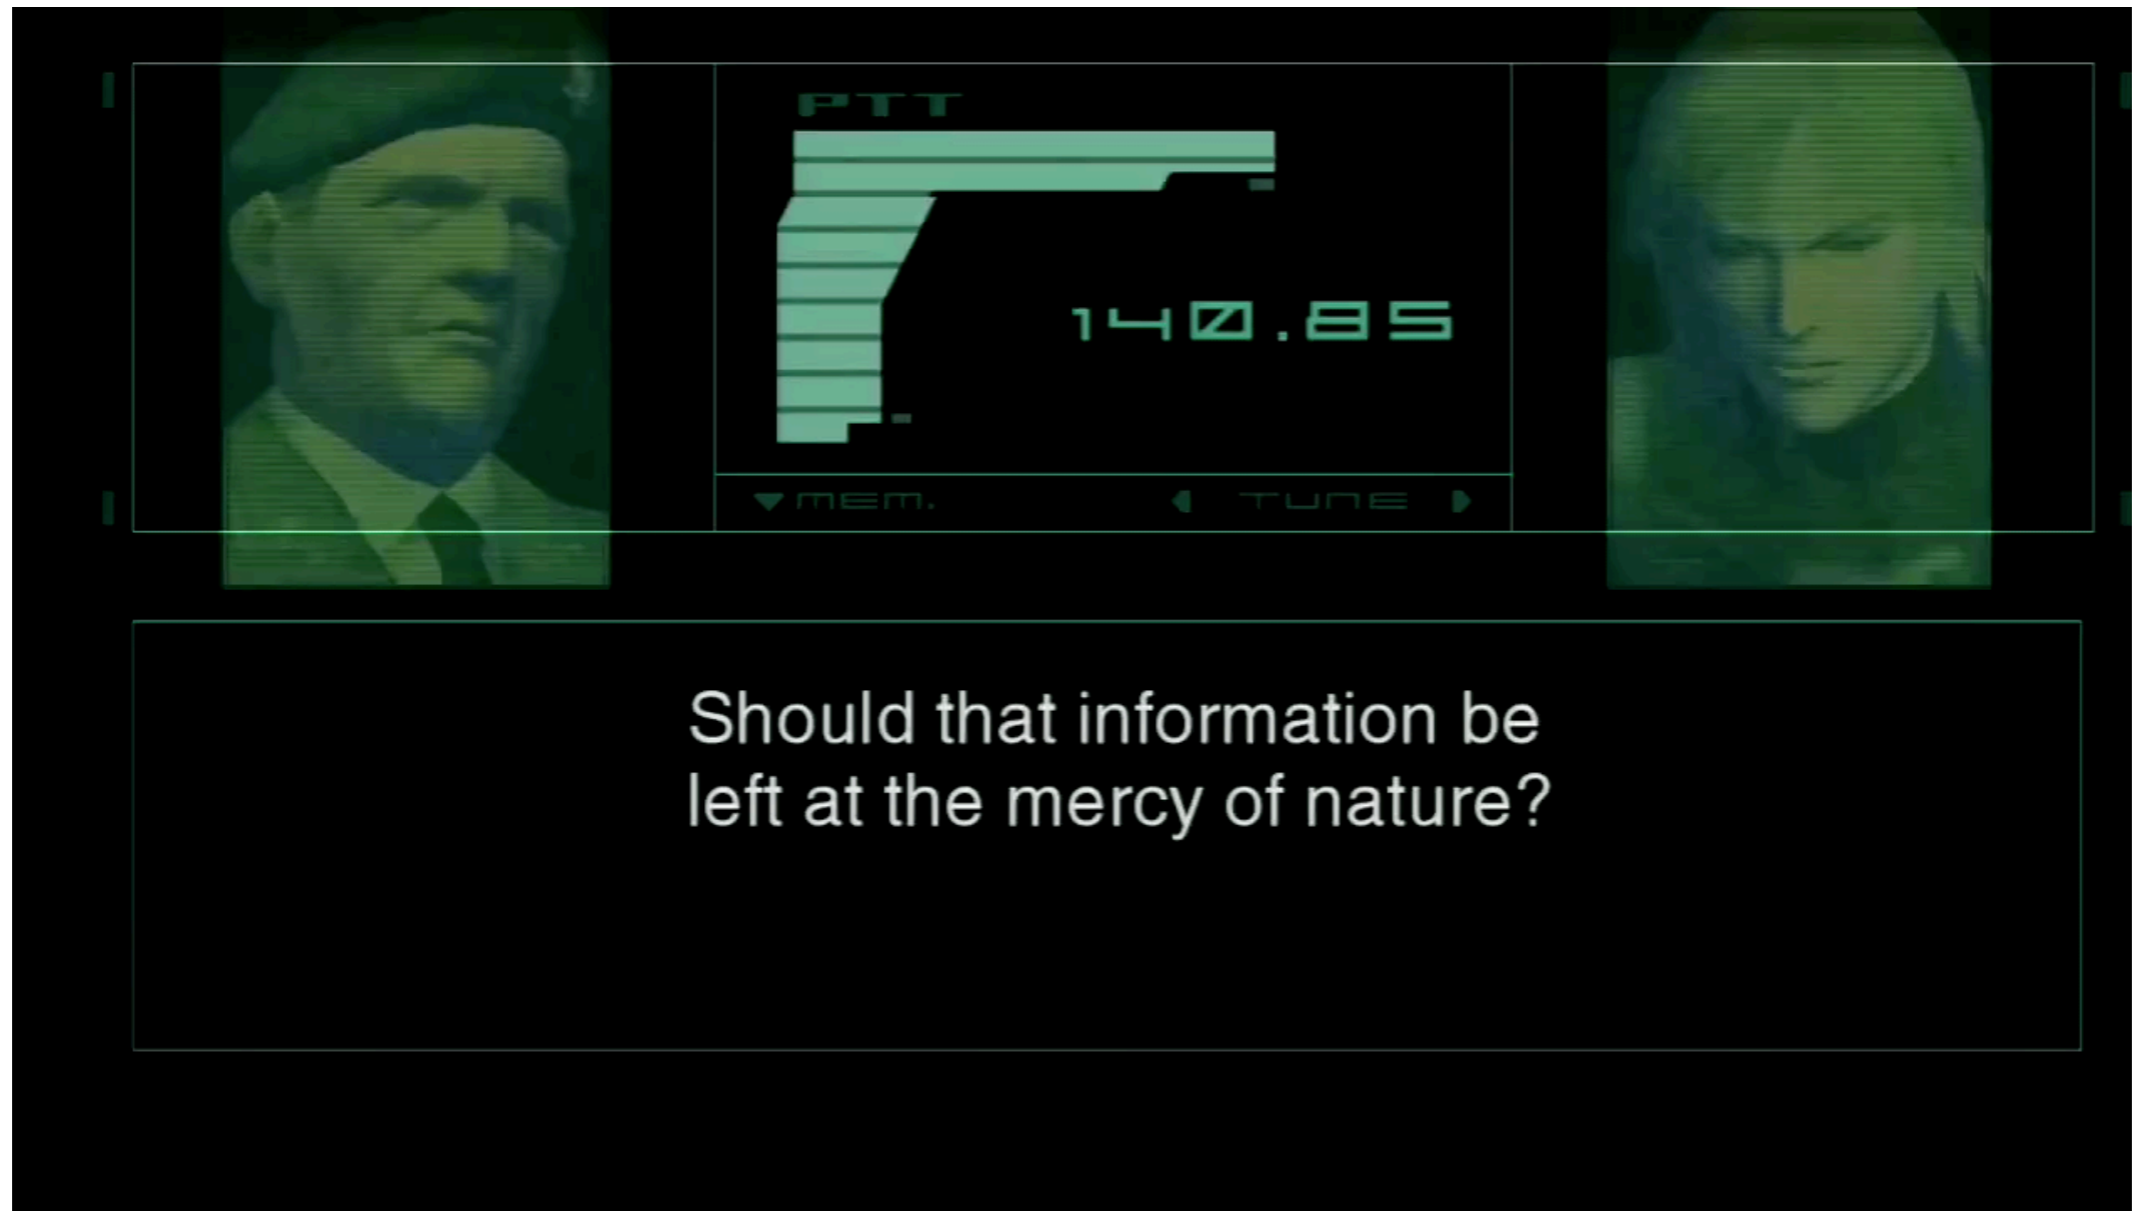 PTT
140.85
MEM.
TUNE
Should that information be
left at the mercy of nature?